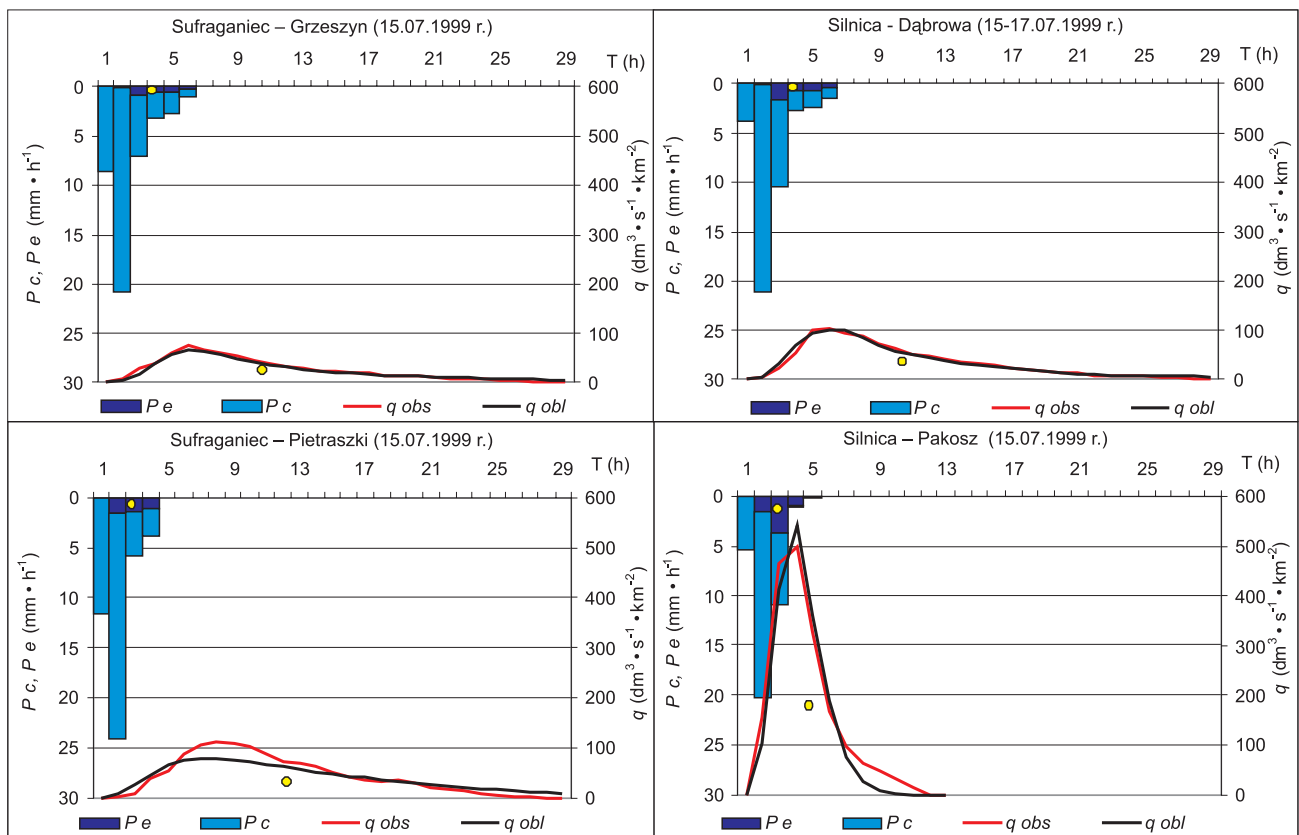 Sufraganiec – Grzeszyn (15.07.1999 r.)
1 5 9 13 17 21 25 29 T (h)
0 600
5 500
10 400
15 300
20 200
25 100
30 0
P c, P e (mm • h⁻¹)
q (dm³ • s⁻¹ • km⁻²)
P e P c q obs q obl
Silnica - Dąbrowa (15-17.07.1999 r.)
1 5 9 13 17 21 25 29 T (h)
0 600
5 500
10 400
15 300
20 200
25 100
30 0
P c, P e (mm • h⁻¹)
q (dm³ • s⁻¹ • km⁻²)
P e P c q obs q obl
Sufraganiec – Pietraszki (15.07.1999 r.)
1 5 9 13 17 21 25 29 T (h)
0 600
5 500
10 400
15 300
20 200
25 100
30 0
P c, P e (mm • h⁻¹)
q (dm³ • s⁻¹ • km⁻²)
P e P c q obs q obl
Silnica – Pakosz (15.07.1999 r.)
1 5 9 13 17 21 25 29 T (h)
0 600
5 500
10 400
15 300
20 200
25 100
30 0
P c, P e (mm • h⁻¹)
q (dm³ • s⁻¹ • km⁻²)
P e P c q obs q obl